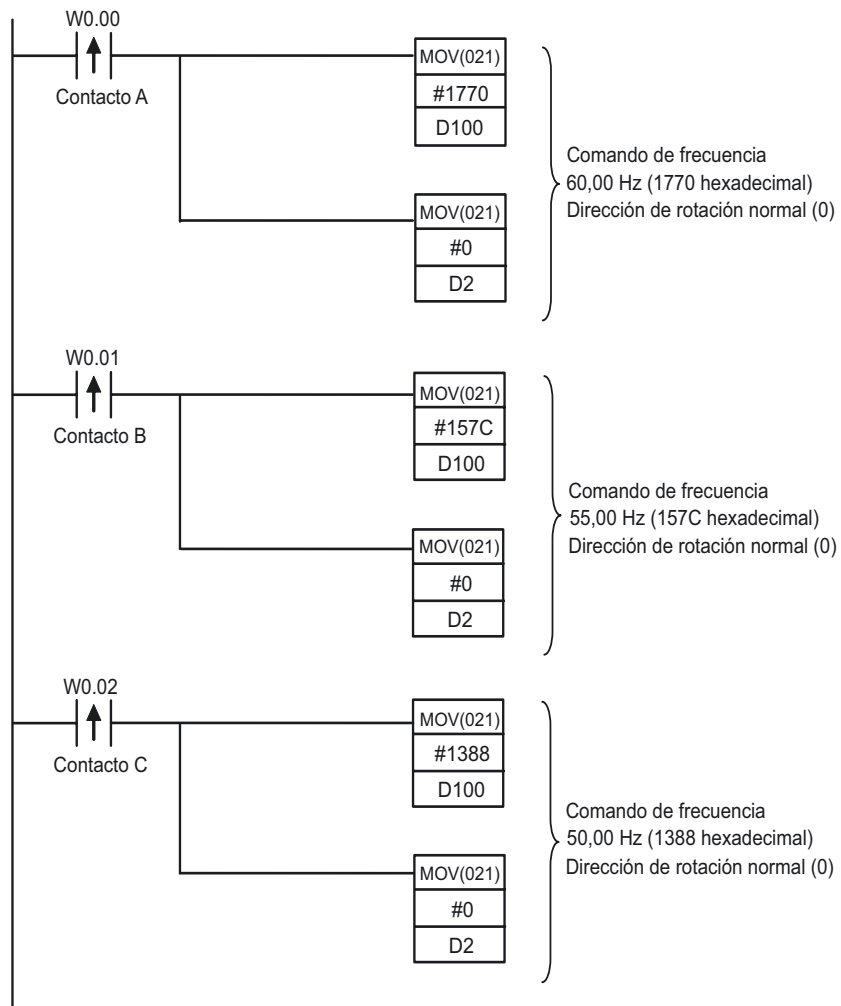 W0.00
Contacto A
MOV(021)
#1770
D100
MOV(021)
#0
D2
Comando de frecuencia
60,00 Hz (1770 hexadecimal)
Dirección de rotación normal (0)
W0.01
Contacto B
MOV(021)
#157C
D100
MOV(021)
#0
D2
Comando de frecuencia
55,00 Hz (157C hexadecimal)
Dirección de rotación normal (0)
W0.02
Contacto C
MOV(021)
#1388
D100
MOV(021)
#0
D2
Comando de frecuencia
50,00 Hz (1388 hexadecimal)
Dirección de rotación normal (0)